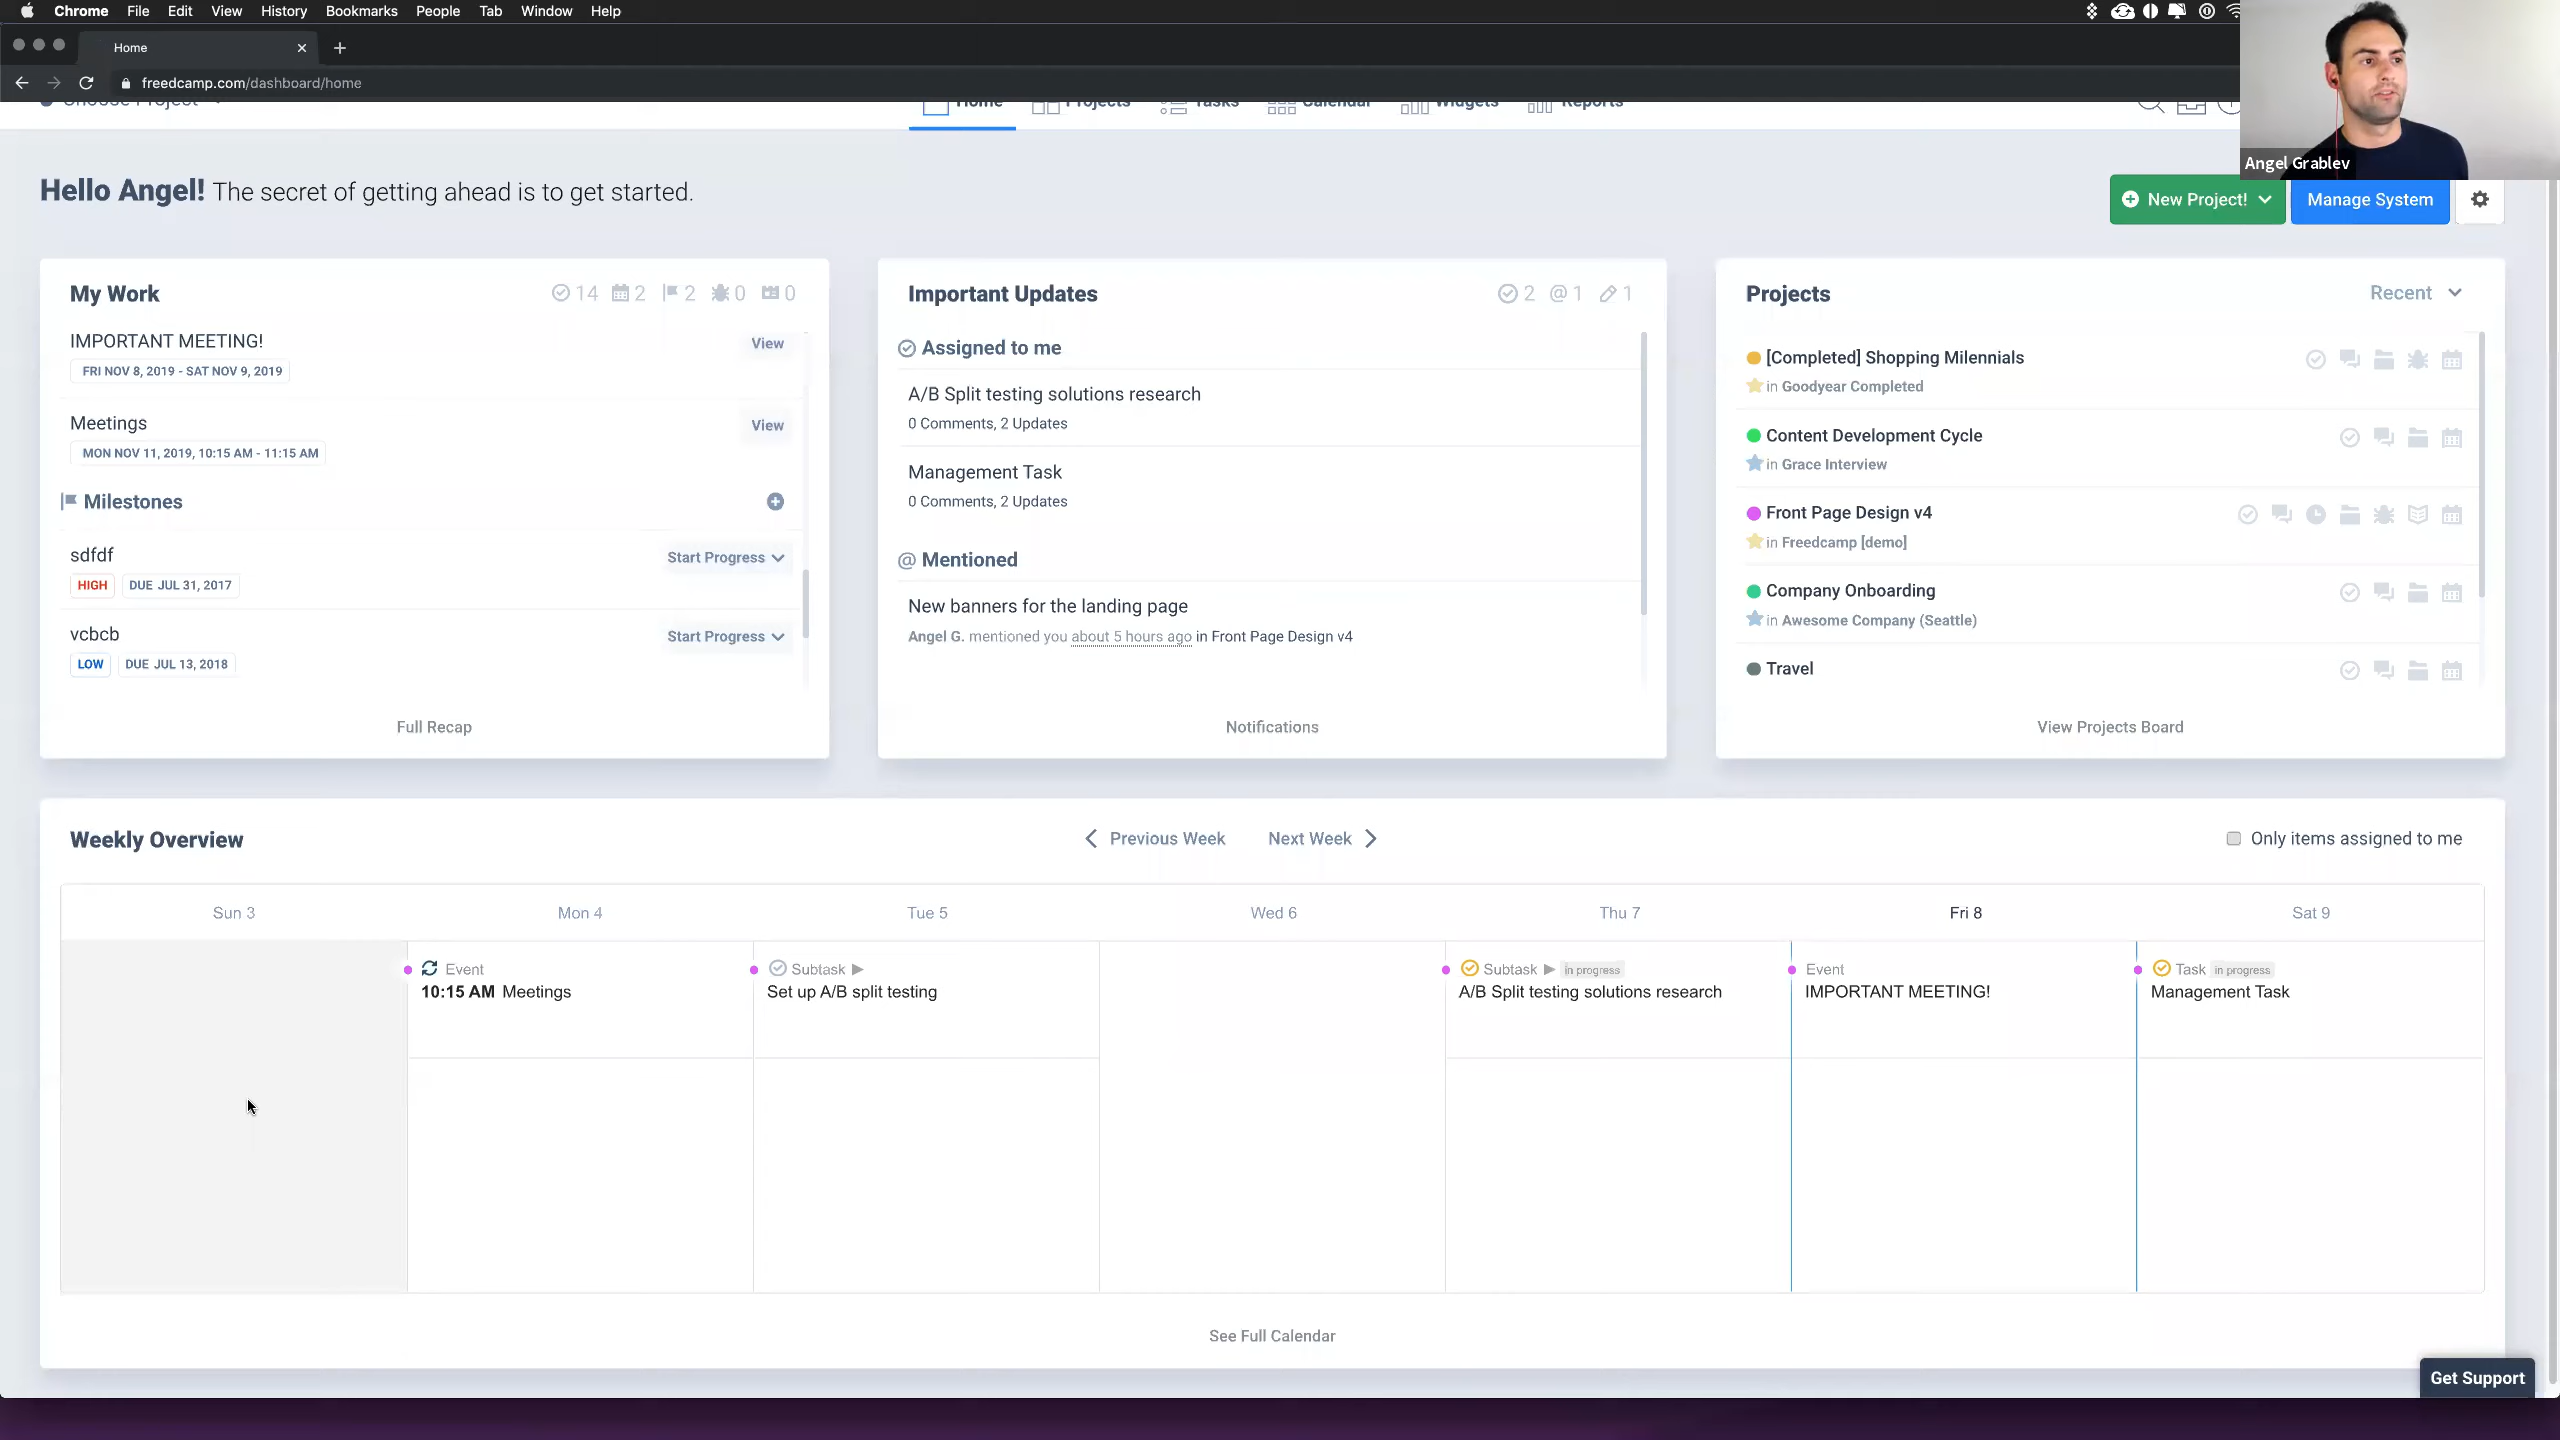 Chrome File Edit View History Bookmarks People Tab Window Help
Home
freedcamp.com/dashboard/home
Choose Project
Home Projects Tasks Calendar Widgets Reports
Angel Grablev
Hello Angel! The secret of getting ahead is to get started.
New Project! Manage System
My Work 14 2 2 0 0
IMPORTANT MEETING! View
FRI NOV 8, 2019 - SAT NOV 9, 2019
Meetings View
MON NOV 11, 2019, 10:15 AM - 11:15 AM
Milestones
sdfdf Start Progress
HIGH DUE JUL 31, 2017
vcbcb Start Progress
LOW DUE JUL 13, 2018
Full Recap
Important Updates 2 @ 1 1
Assigned to me
A/B Split testing solutions research
0 Comments, 2 Updates
Management Task
0 Comments, 2 Updates
@ Mentioned
New banners for the landing page
Angel G. mentioned you about 5 hours ago in Front Page Design v4
Notifications
Projects Recent
[Completed] Shopping Milennials
in Goodyear Completed
Content Development Cycle
in Grace Interview
Front Page Design v4
in Freedcamp [demo]
Company Onboarding
in Awesome Company (Seattle)
Travel
View Projects Board
Weekly Overview Previous Week Next Week Only items assigned to me
Sun 3 Mon 4 Tue 5 Wed 6 Thu 7 Fri 8 Sat 9
Event
10:15 AM Meetings
Subtask
Set up A/B split testing
Subtask in progress
A/B Split testing solutions research
Event
IMPORTANT MEETING!
Task in progress
Management Task
See Full Calendar
Get Support